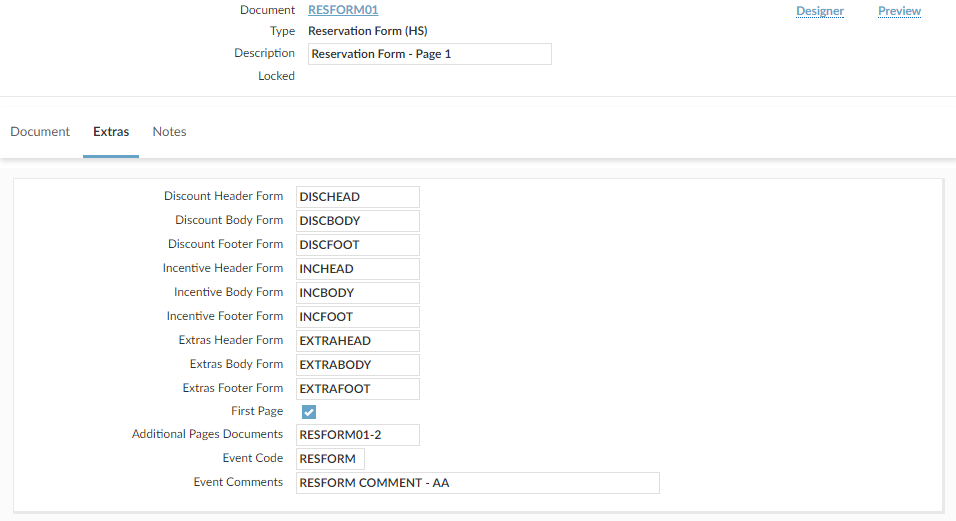 Document RESFORM01 Designer Preview
Type Reservation Form (HS)
Description Reservation Form - Page 1
Locked
Document Extras Notes
Discount Header Form DISCHEAD
Discount Body Form DISCBODY
Discount Footer Form DISCFOOT
Incentive Header Form INCHEAD
Incentive Body Form INCBODY
Incentive Footer Form INCFOOT
Extras Header Form EXTRAHEAD
Extras Body Form EXTRABODY
Extras Footer Form EXTRAFOOT
First Page
Additional Pages Documents RESFORM01-2
Event Code RESFORM
Event Comments RESFORM COMMENT - AA